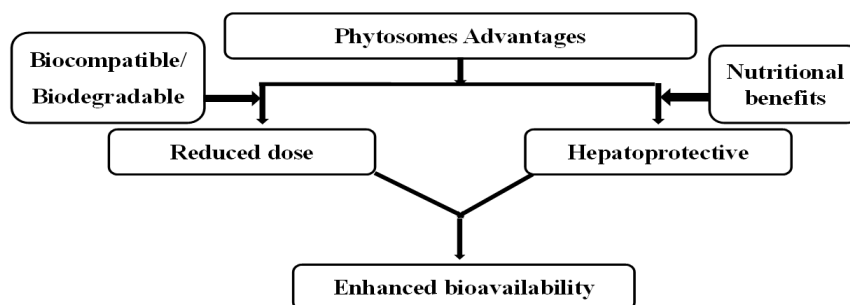 Phytosomes Advantages
Biocompatible/
Biodegradable
Nutritional
benefits
Reduced dose
Hepatoprotective
Enhanced bioavailability